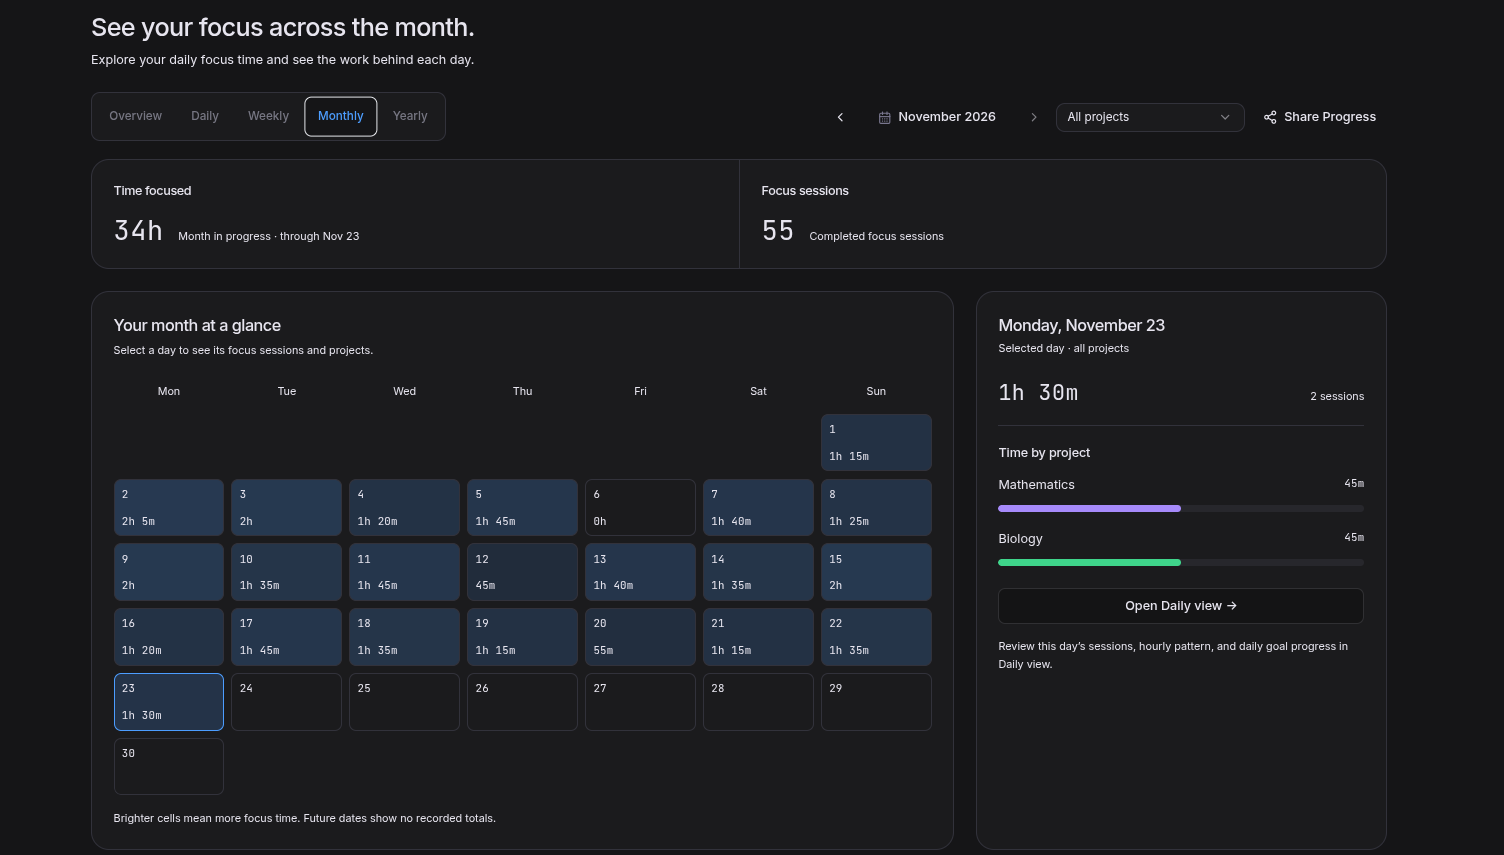 See your focus across the month.
Explore your daily focus time and see the work behind each day.
Overview Daily Weekly Monthly Yearly
November 2026
All projects
Share Progress
Time focused
34h Month in progress · through Nov 23
Focus sessions
55 Completed focus sessions
Your month at a glance
Select a day to see its focus sessions and projects.
Mon Tue Wed Thu Fri Sat Sun
1
1h 15m
2 3 4 5 6 7 8
2h 5m 2h 1h 20m 1h 45m 0h 1h 40m 1h 25m
9 10 11 12 13 14 15
2h 1h 35m 1h 45m 45m 1h 40m 1h 35m 2h
16 17 18 19 20 21 22
1h 20m 1h 45m 1h 35m 1h 15m 55m 1h 15m 1h 35m
23 24 25 26 27 28 29
1h 30m
30
Brighter cells mean more focus time. Future dates show no recorded totals.
Monday, November 23
Selected day · all projects
1h 30m 2 sessions
Time by project
Mathematics 45m
Biology 45m
Open Daily view →
Review this day's sessions, hourly pattern, and daily goal progress in
Daily view.